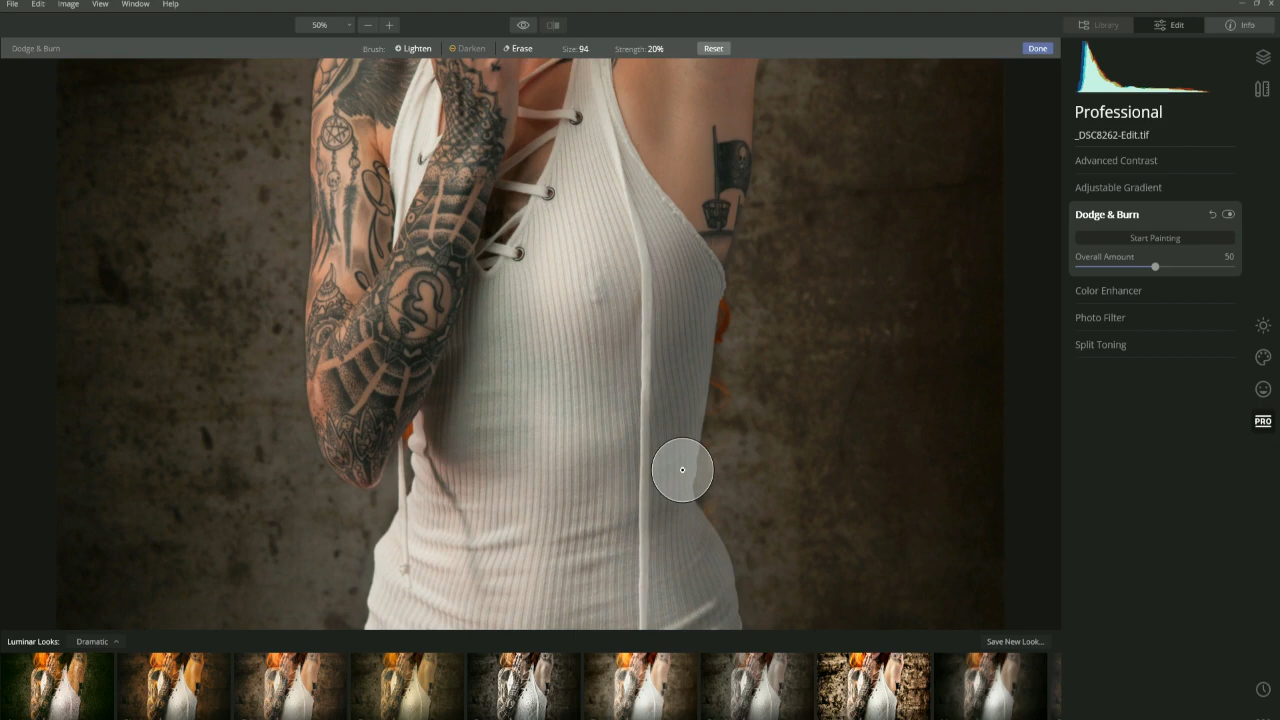 File Edit Image View Window Help
50%
Library Edit Info
Dodge & Burn Brush: Lighten Darken Erase Size: 94 Strength: 20% Reset Done
Professional
_DSC8262-Edit.tif
Advanced Contrast
Adjustable Gradient
Dodge & Burn
Start Painting
Overall Amount 50
Color Enhancer
Photo Filter
Split Toning
PRO
Luminar Looks: Dramatic Save New Look...